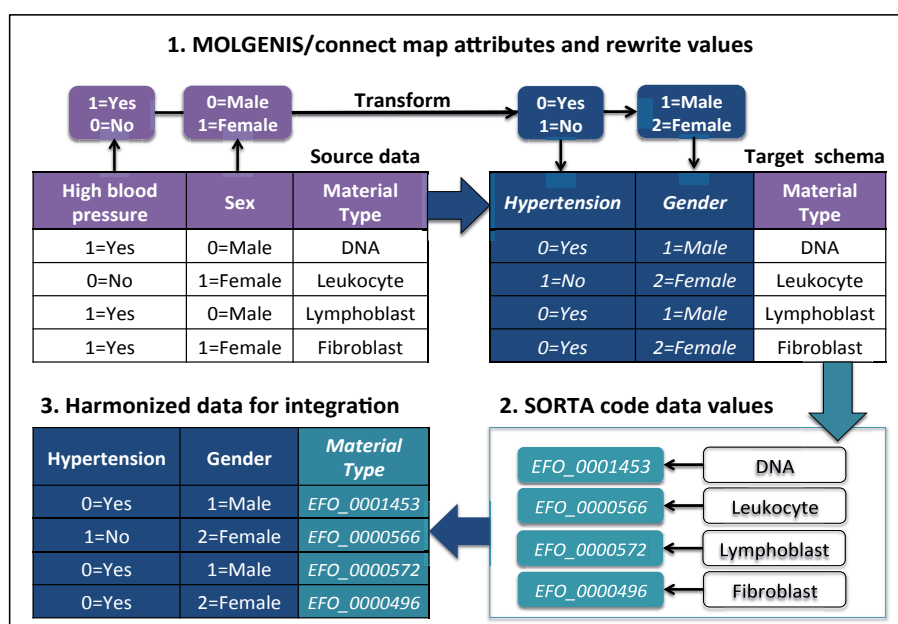 1. MOLGENIS/connect map attributes and rewrite values
1=Yes
0=No
0=Male
1=Female
Transform
0=Yes
1=No
1=Male
2=Female
Source data
Target schema
High blood pressure Sex Material Type
1=Yes 0=Male DNA
0=No 1=Female Leukocyte
1=Yes 0=Male Lymphoblast
1=Yes 1=Female Fibroblast
Hypertension Gender Material Type
0=Yes 1=Male DNA
1=No 2=Female Leukocyte
0=Yes 1=Male Lymphoblast
0=Yes 2=Female Fibroblast
2. SORTA code data values
EFO_0001453 DNA
EFO_0000566 Leukocyte
EFO_0000572 Lymphoblast
EFO_0000496 Fibroblast
3. Harmonized data for integration
Hypertension Gender Material Type
0=Yes 1=Male EFO_0001453
1=No 2=Female EFO_0000566
0=Yes 1=Male EFO_0000572
0=Yes 2=Female EFO_0000496